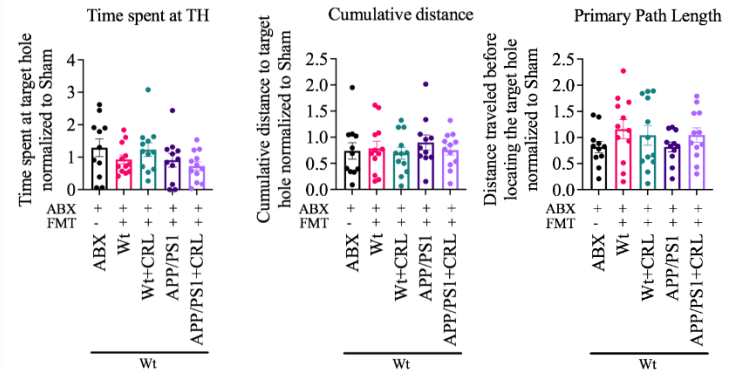 Time spent at TH
Time spent at target hole
normalized to Sham
4
3
2
1
0
ABX + + + + +
FMT - + + + +
ABX
Wt
Wt+CRL
APP/PS1
APP/PS1+CRL
Wt
Cumulative distance
Cumulative distance to target
hole normalized to Sham
2.5
2.0
1.5
1.0
0.5
0.0
ABX + + + + +
FMT - + + + +
ABX
Wt
Wt+CRL
APP/PS1
APP/PS1+CRL
Wt
Primary Path Length
Distance traveled before
locating the target hole
normalized to Sham
2.5
2.0
1.5
1.0
0.5
0.0
ABX + + + + +
FMT - + + + +
ABX
Wt
Wt+CRL
APP/PS1
APP/PS1+CRL
Wt